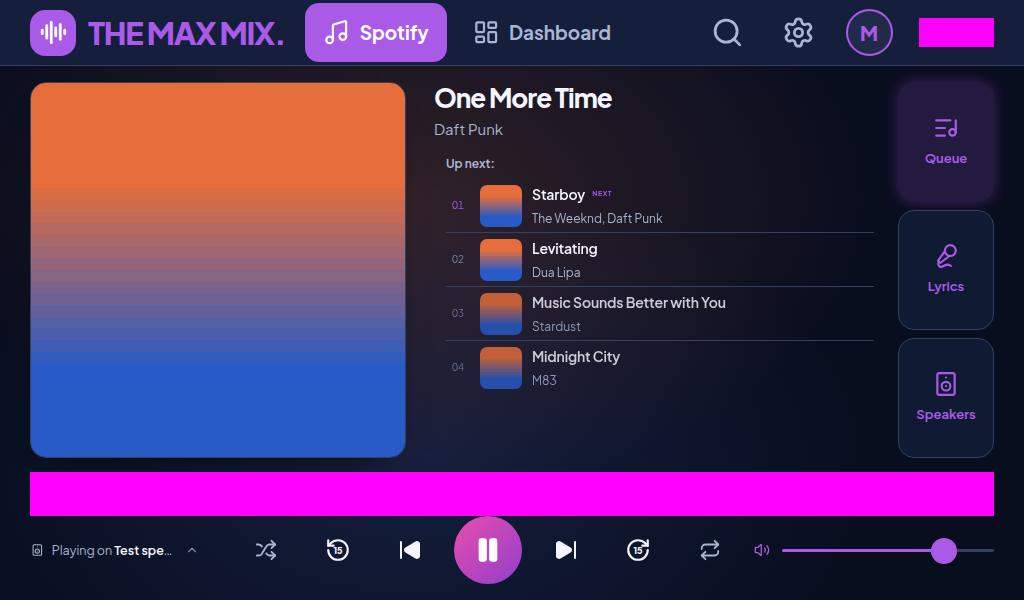 THE MAX MIX.
Spotify
Dashboard
M
One More Time
Daft Punk
Up next:
01
Starboy NEXT
The Weeknd, Daft Punk
02
Levitating
Dua Lipa
03
Music Sounds Better with You
Stardust
04
Midnight City
M83
Queue
Lyrics
Speakers
Playing on Test spe...
15
15